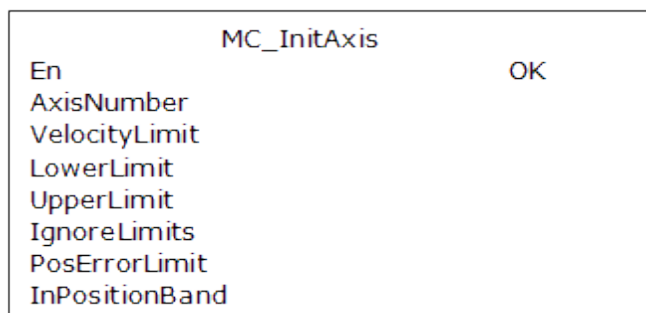 MC_InitAxis
En OK
AxisNumber
VelocityLimit
LowerLimit
UpperLimit
IgnoreLimits
PosErrorLimit
InPositionBand